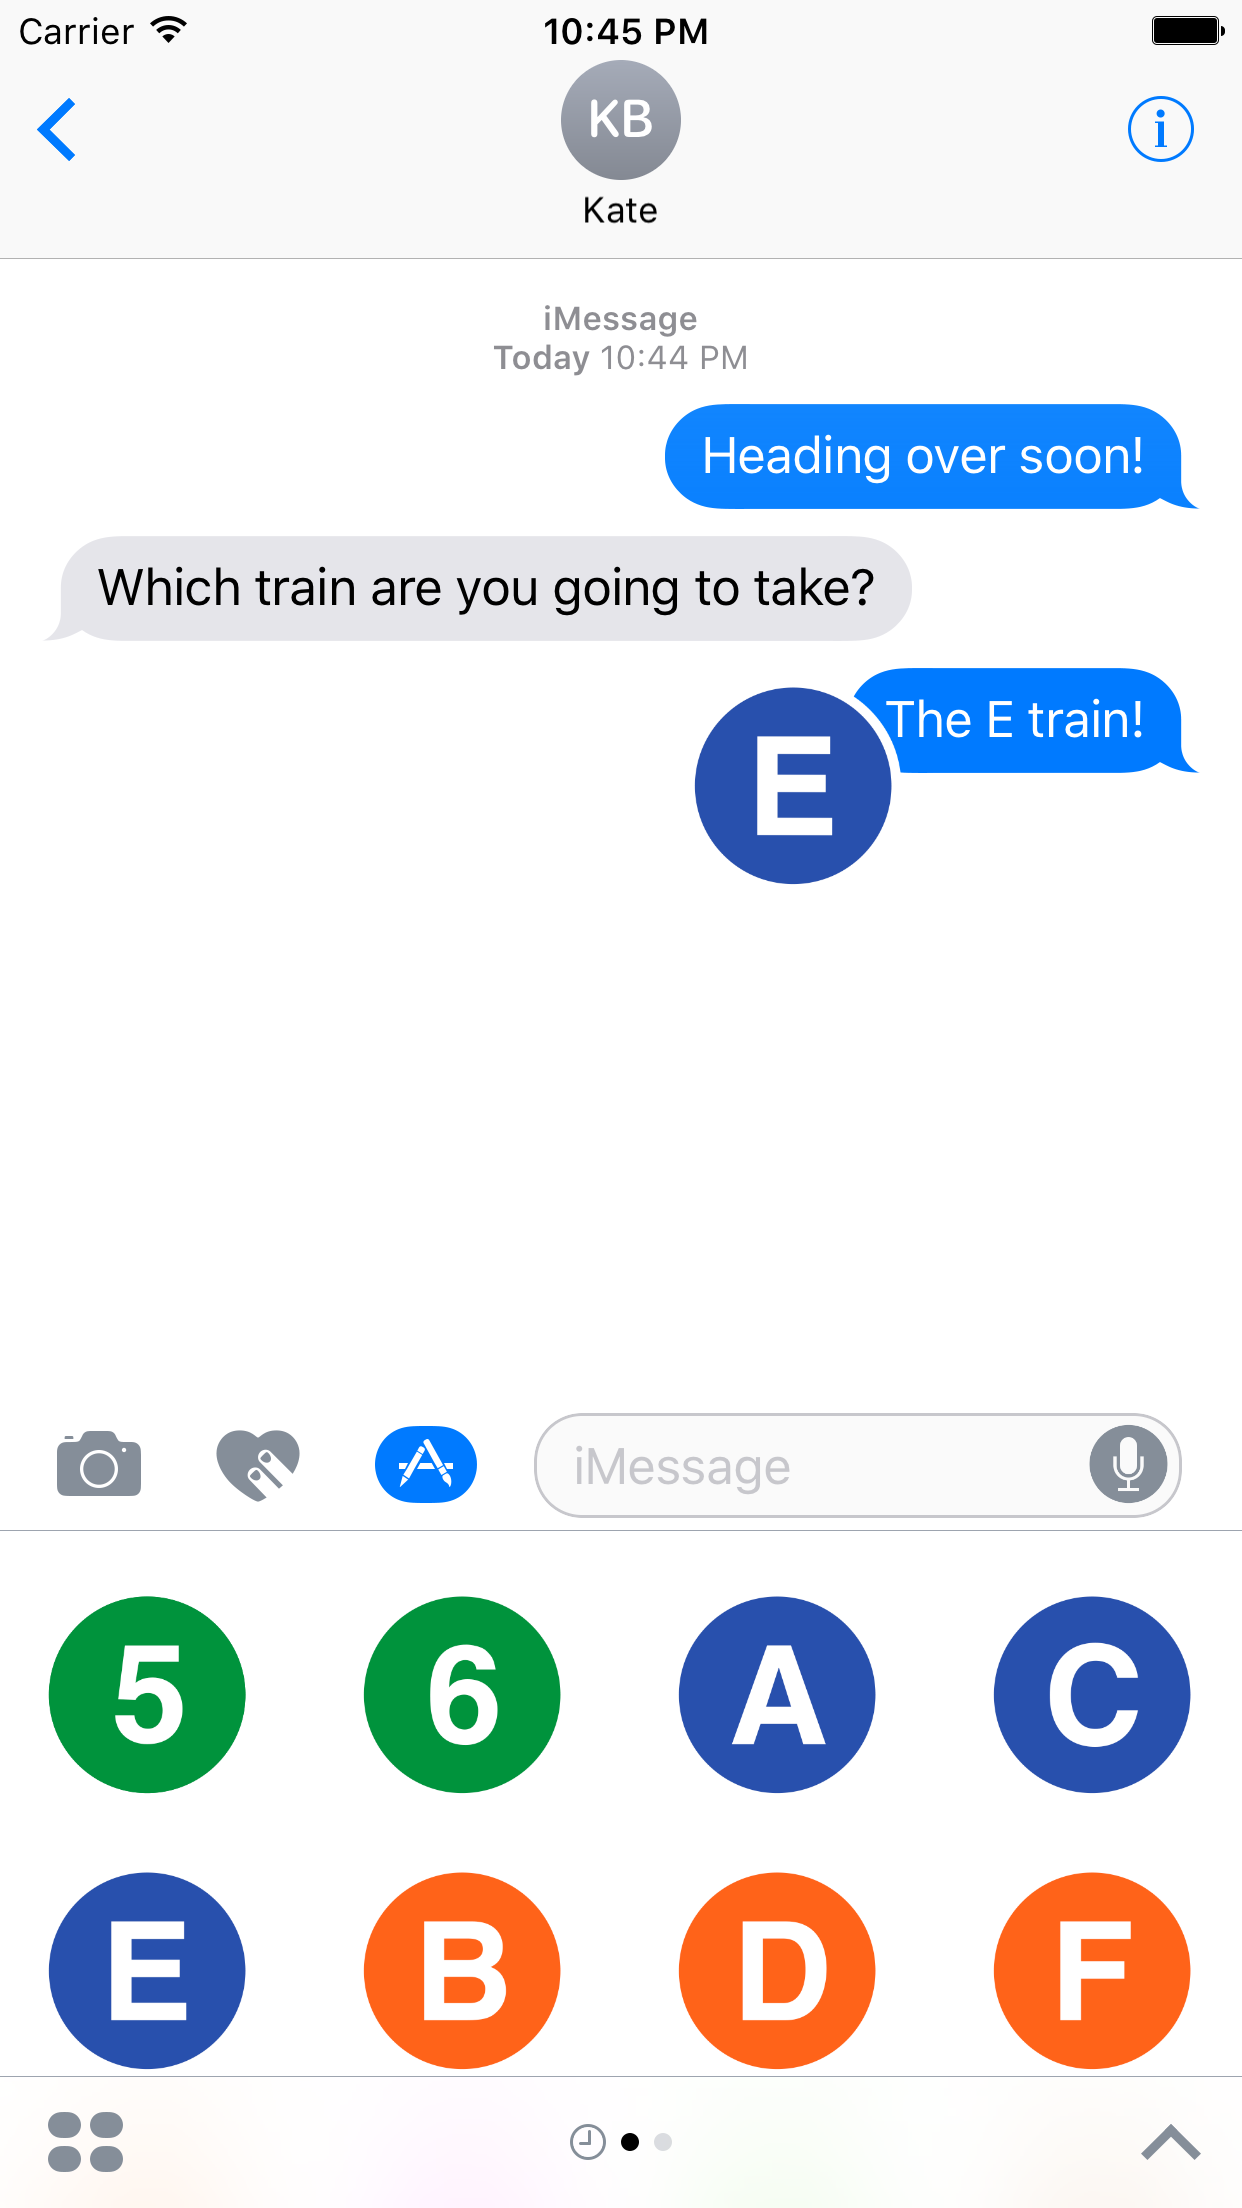 Carrier 10:45 PM
KB
Kate
iMessage
Today 10:44 PM
Heading over soon!
Which train are you going to take?
The E train!
E
iMessage
5 6 A C
E B D F